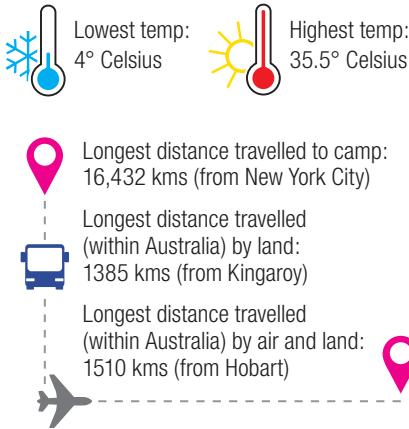 Lowest temp:
4° Celsius
Highest temp:
35.5° Celsius
Longest distance travelled to camp:
16,432 kms (from New York City)
Longest distance travelled
(within Australia) by land:
1385 kms (from Kingaroy)
Longest distance travelled
(within Australia) by air and land:
1510 kms (from Hobart)